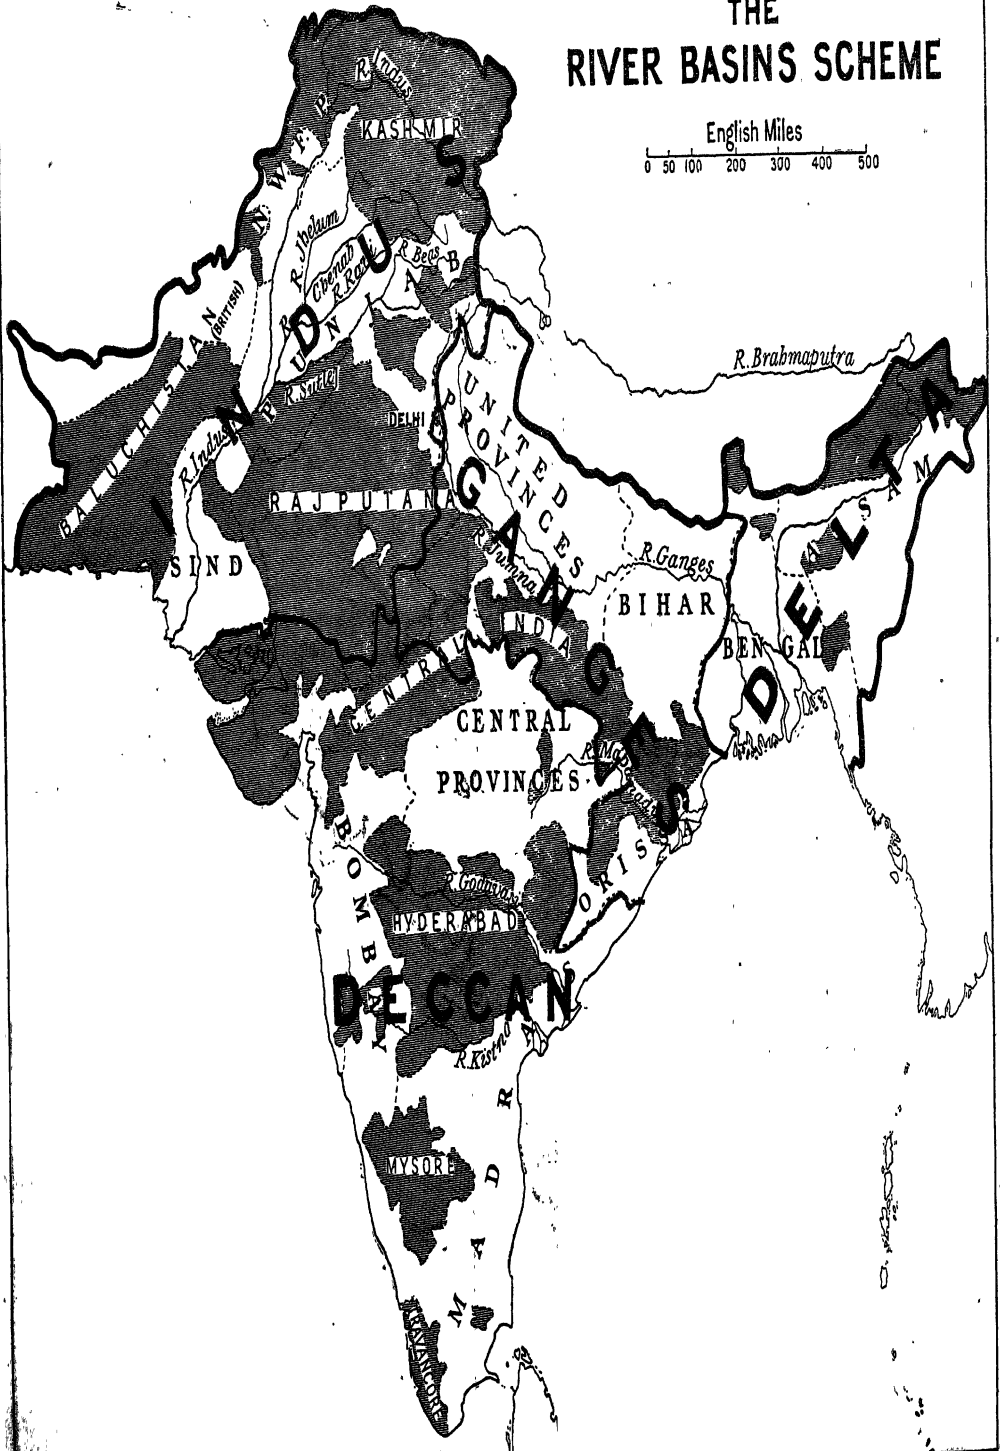 THE
RIVER BASINS SCHEME
English Miles
0 50 100 200 300 400 500
R. Indus
KASHMIR
N. W. F. P.
R. Jhelum
Chenab
R. Ravi
R. Beas
PUNJAB
R. Sutlej
INDUS
BALUCHISTAN
(BRITISH)
R. Indus
SIND
RAJPUTANA
DELHI
UNITED
PROVINCES
R. Brahmaputra
R. Jumna
R. Ganges
GANGES
BIHAR
ASSAM
DELTA
BENGAL
CENTRAL INDIA
CENTRAL
PROVINCES
ORISSA
BOMBAY
R. Godavari
HYDERABAD
DECCAN
R. Kistna
MADRAS
MYSORE
TRAVANCORE